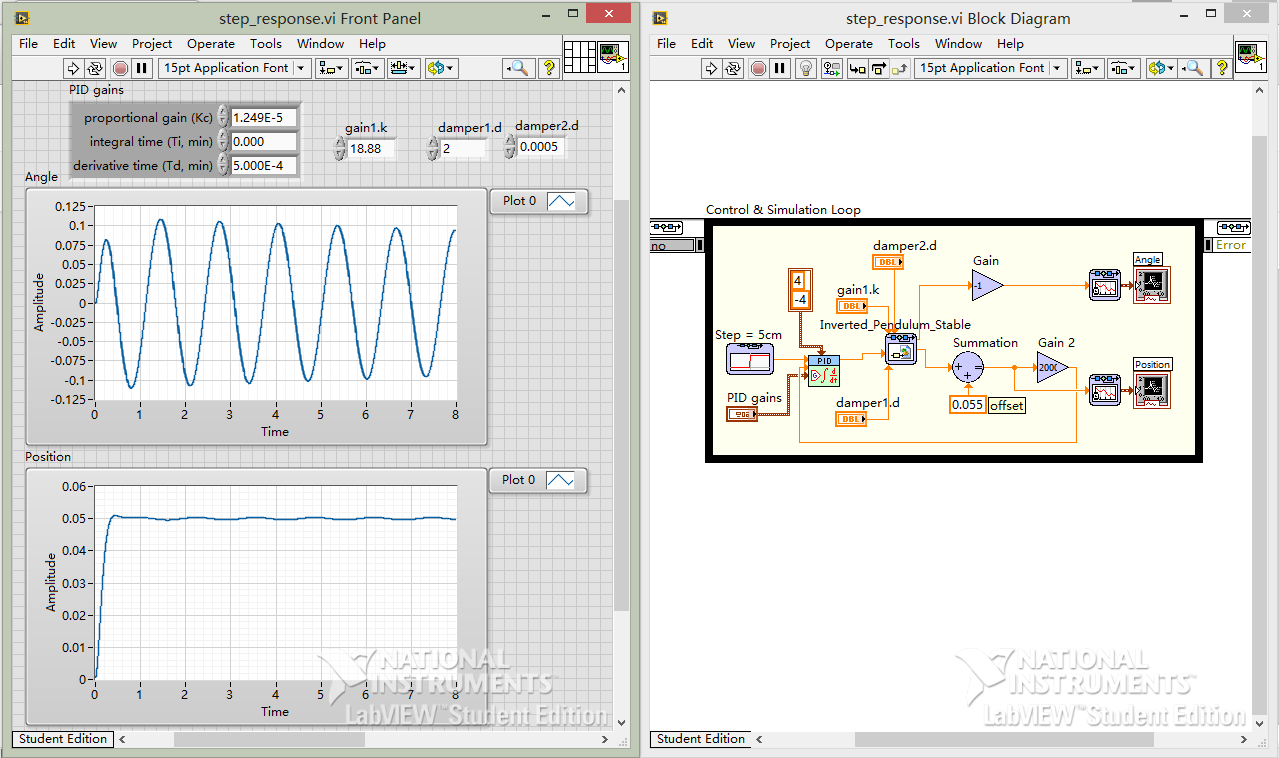 step_response.vi Front Panel
File Edit View Project Operate Tools Window Help
15pt Application Font
1
PID gains
proportional gain (Kc) 1.249E-5
integral time (Ti, min) 0.000
derivative time (Td, min) 5.000E-4
gain1.k
18.88
damper1.d
2
damper2.d
0.0005
Angle
Plot 0
Amplitude
0.125
0.1
0.075
0.05
0.025
0
-0.025
-0.05
-0.075
-0.1
-0.125
0 1 2 3 4 5 6 7 8
Time
Position
Plot 0
Amplitude
0.06
0.05
0.04
0.03
0.02
0.01
0
0 1 2 3 4 5 6 7 8
Time
NATIONAL
INSTRUMENTS™
LabVIEW™ Student Edition
Student Edition
step_response.vi Block Diagram
File Edit View Project Operate Tools Window Help
15pt Application Font
1
Control & Simulation Loop
no
Error
damper2.d
DBL
Gain
-1
Angle
4
-4
gain1.k
DBL
Inverted_Pendulum_Stable
Step = 5cm
PID
Summation
Gain 2
200
Position
PID gains
damper1.d
DBL
0.055 offset
NATIONAL
INSTRUMENTS™
LabVIEW™ Student Edition
Student Edition